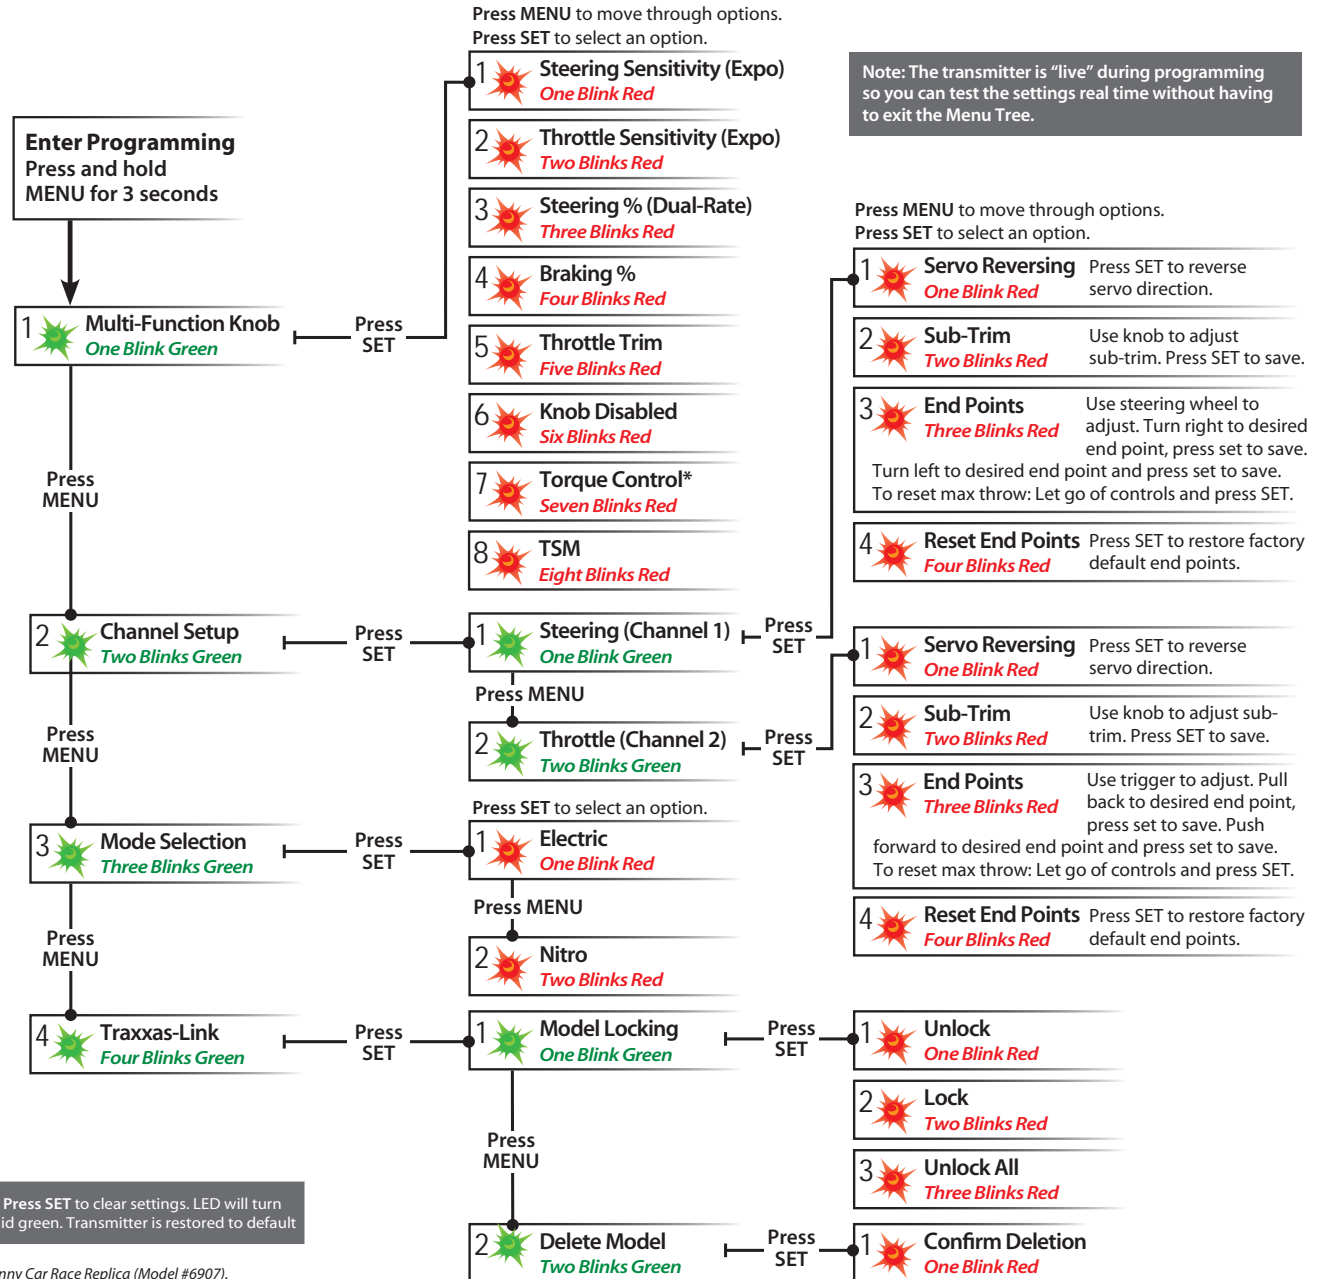 Press MENU to move through options.
Press SET to select an option.
Note: The transmitter is “live” during programming
so you can test the settings real time without having
to exit the Menu Tree.
Enter Programming
Press and hold
MENU for 3 seconds
1
Multi-Function Knob
One Blink Green
Press
SET
1
Steering Sensitivity (Expo)
One Blink Red
2
Throttle Sensitivity (Expo)
Two Blinks Red
3
Steering % (Dual-Rate)
Three Blinks Red
4
Braking %
Four Blinks Red
5
Throttle Trim
Five Blinks Red
6
Knob Disabled
Six Blinks Red
7
Torque Control*
Seven Blinks Red
8
TSM
Eight Blinks Red
Press
MENU
2
Channel Setup
Two Blinks Green
Press
SET
1
Steering (Channel 1)
One Blink Green
Press
SET
Press MENU
2
Throttle (Channel 2)
Two Blinks Green
Press
SET
Press MENU to move through options.
Press SET to select an option.
1
Servo Reversing
One Blink Red
Press SET to reverse
servo direction.
2
Sub-Trim
Two Blinks Red
Use knob to adjust
sub-trim. Press SET to save.
3
End Points
Three Blinks Red
Use steering wheel to
adjust. Turn right to desired
end point, press set to save.
Turn left to desired end point and press set to save.
To reset max throw: Let go of controls and press SET.
4
Reset End Points
Four Blinks Red
Press SET to restore factory
default end points.
1
Servo Reversing
One Blink Red
Press SET to reverse
servo direction.
2
Sub-Trim
Two Blinks Red
Use knob to adjust sub-
trim. Press SET to save.
3
End Points
Three Blinks Red
Use trigger to adjust. Pull
back to desired end point,
press set to save. Push
forward to desired end point and press set to save.
To reset max throw: Let go of controls and press SET.
4
Reset End Points
Four Blinks Red
Press SET to restore factory
default end points.
Press
MENU
3
Mode Selection
Three Blinks Green
Press
SET
Press SET to select an option.
1
Electric
One Blink Red
Press MENU
2
Nitro
Two Blinks Red
Press
MENU
4
Traxxas-Link
Four Blinks Green
Press
SET
1
Model Locking
One Blink Green
Press
SET
1
Unlock
One Blink Red
2
Lock
Two Blinks Red
3
Unlock All
Three Blinks Red
Press
MENU
2
Delete Model
Two Blinks Green
Press
SET
1
Confirm Deletion
One Blink Red
Press SET to clear settings. LED will turn
id green. Transmitter is restored to default
nny Car Race Replica (Model #6907).